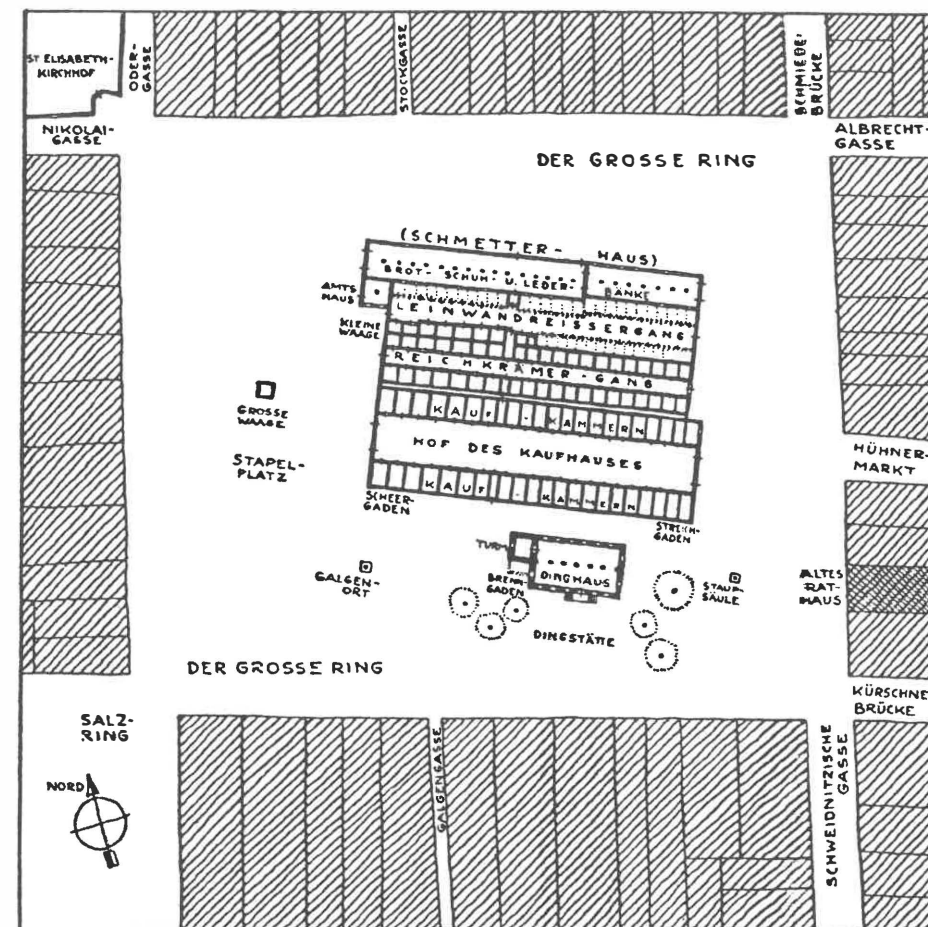 ST ELISABETH-
KIRCHHOF
ODER-
GASSE
STOCKGASSE
SCHMIEDE-
BRÜCKE
NIKOLAI-
GASSE
ALBRECHT-
GASSE
DER GROSSE RING
(SCHMETTER- HAUS)
BROT- SCHUH- U. LEDER- BÄNKE
AMTS
HAUS
LEINWANDREISSERGANG
KLEINE
WAAGE
REICHKRÄMER-GANG
GROSSE
WAAGE
KAUF - KAMMERN
HOF DES KAUFHAUSES
HÜHNER-
MARKT
STAPEL-
PLATZ
KAUF - KAMMERN
SCHEER-
GADEN
STREICH-
GADEN
TURM
DINGHAUS
BRENN-
GADEN
GALGEN-
ORT
STAUP-
SÄULE
ALTES
RAT-
HAUS
DINGSTÄTTE
DER GROSSE RING
KÜRSCHNE
BRÜCKE
SALZ-
RING
GALGENGASSE
SCHWEIDNITZISCHE
GASSE
NORD